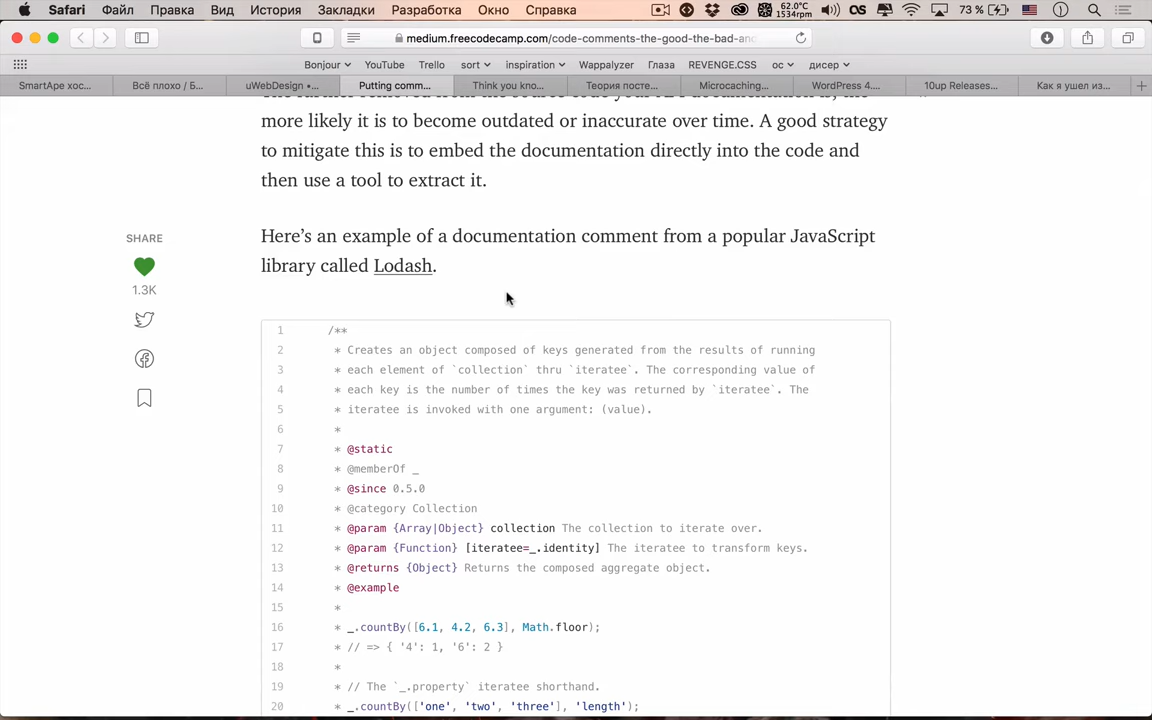 Safari Файл Правка Вид История Закладки Разработка Окно Справка 62.0°C 1534rpm 73 %
medium.freecodecamp.com/code-comments-the-good-the-bad-and
Bonjour YouTube Trello sort inspiration Wappalyzer Глаза REVENGE.CSS ос дисер
SmartApe хос... Всё плохо / Б... uWebDesign •... Putting comm... Think you kno... Теория посте... Microcaching... WordPress 4.... 10up Releases... Как я ушел из...
more likely it is to become outdated or inaccurate over time. A good strategy
to mitigate this is to embed the documentation directly into the code and
then use a tool to extract it.
Here's an example of a documentation comment from a popular JavaScript
library called Lodash.
SHARE
1.3K
1 /**
2 * Creates an object composed of keys generated from the results of running
3 * each element of `collection` thru `iteratee`. The corresponding value of
4 * each key is the number of times the key was returned by `iteratee`. The
5 * iteratee is invoked with one argument: (value).
6 *
7 * @static
8 * @memberOf _
9 * @since 0.5.0
10 * @category Collection
11 * @param {Array|Object} collection The collection to iterate over.
12 * @param {Function} [iteratee=_.identity] The iteratee to transform keys.
13 * @returns {Object} Returns the composed aggregate object.
14 * @example
15 *
16 * _.countBy([6.1, 4.2, 6.3], Math.floor);
17 * // => { '4': 1, '6': 2 }
18 *
19 * // The `_.property` iteratee shorthand.
20 * _.countBy(['one', 'two', 'three'], 'length');